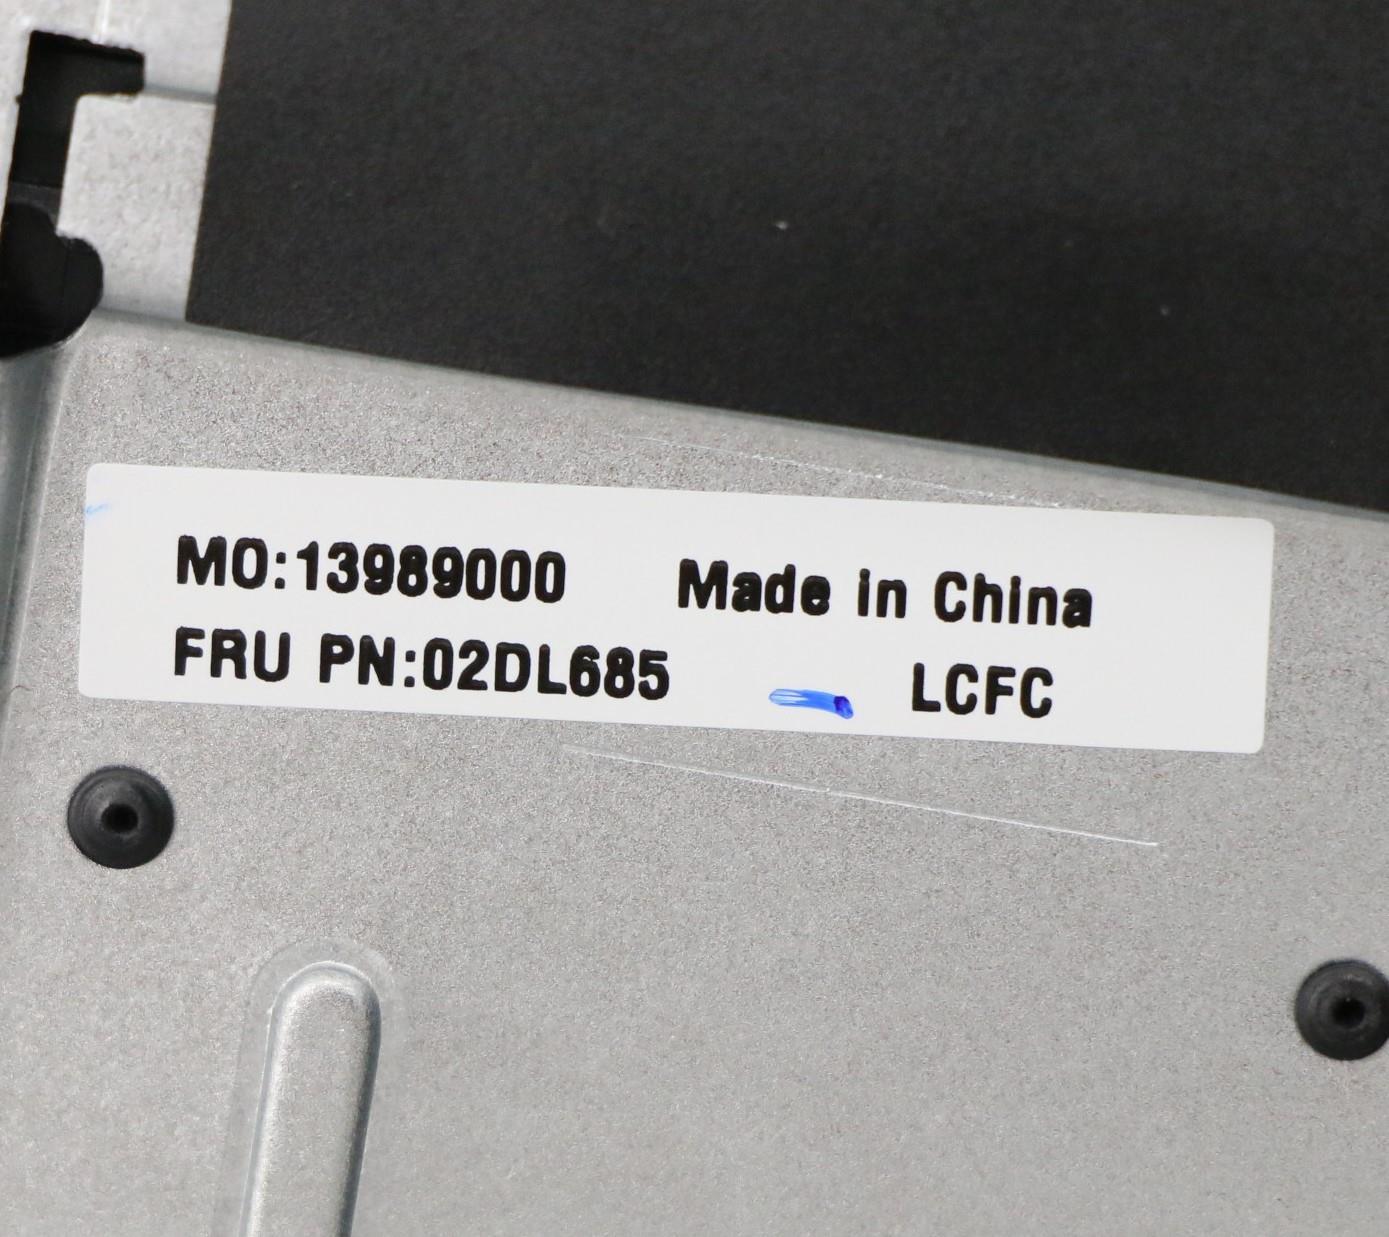 MO:13989000 Made in China
FRU PN:02DL685 LCFC